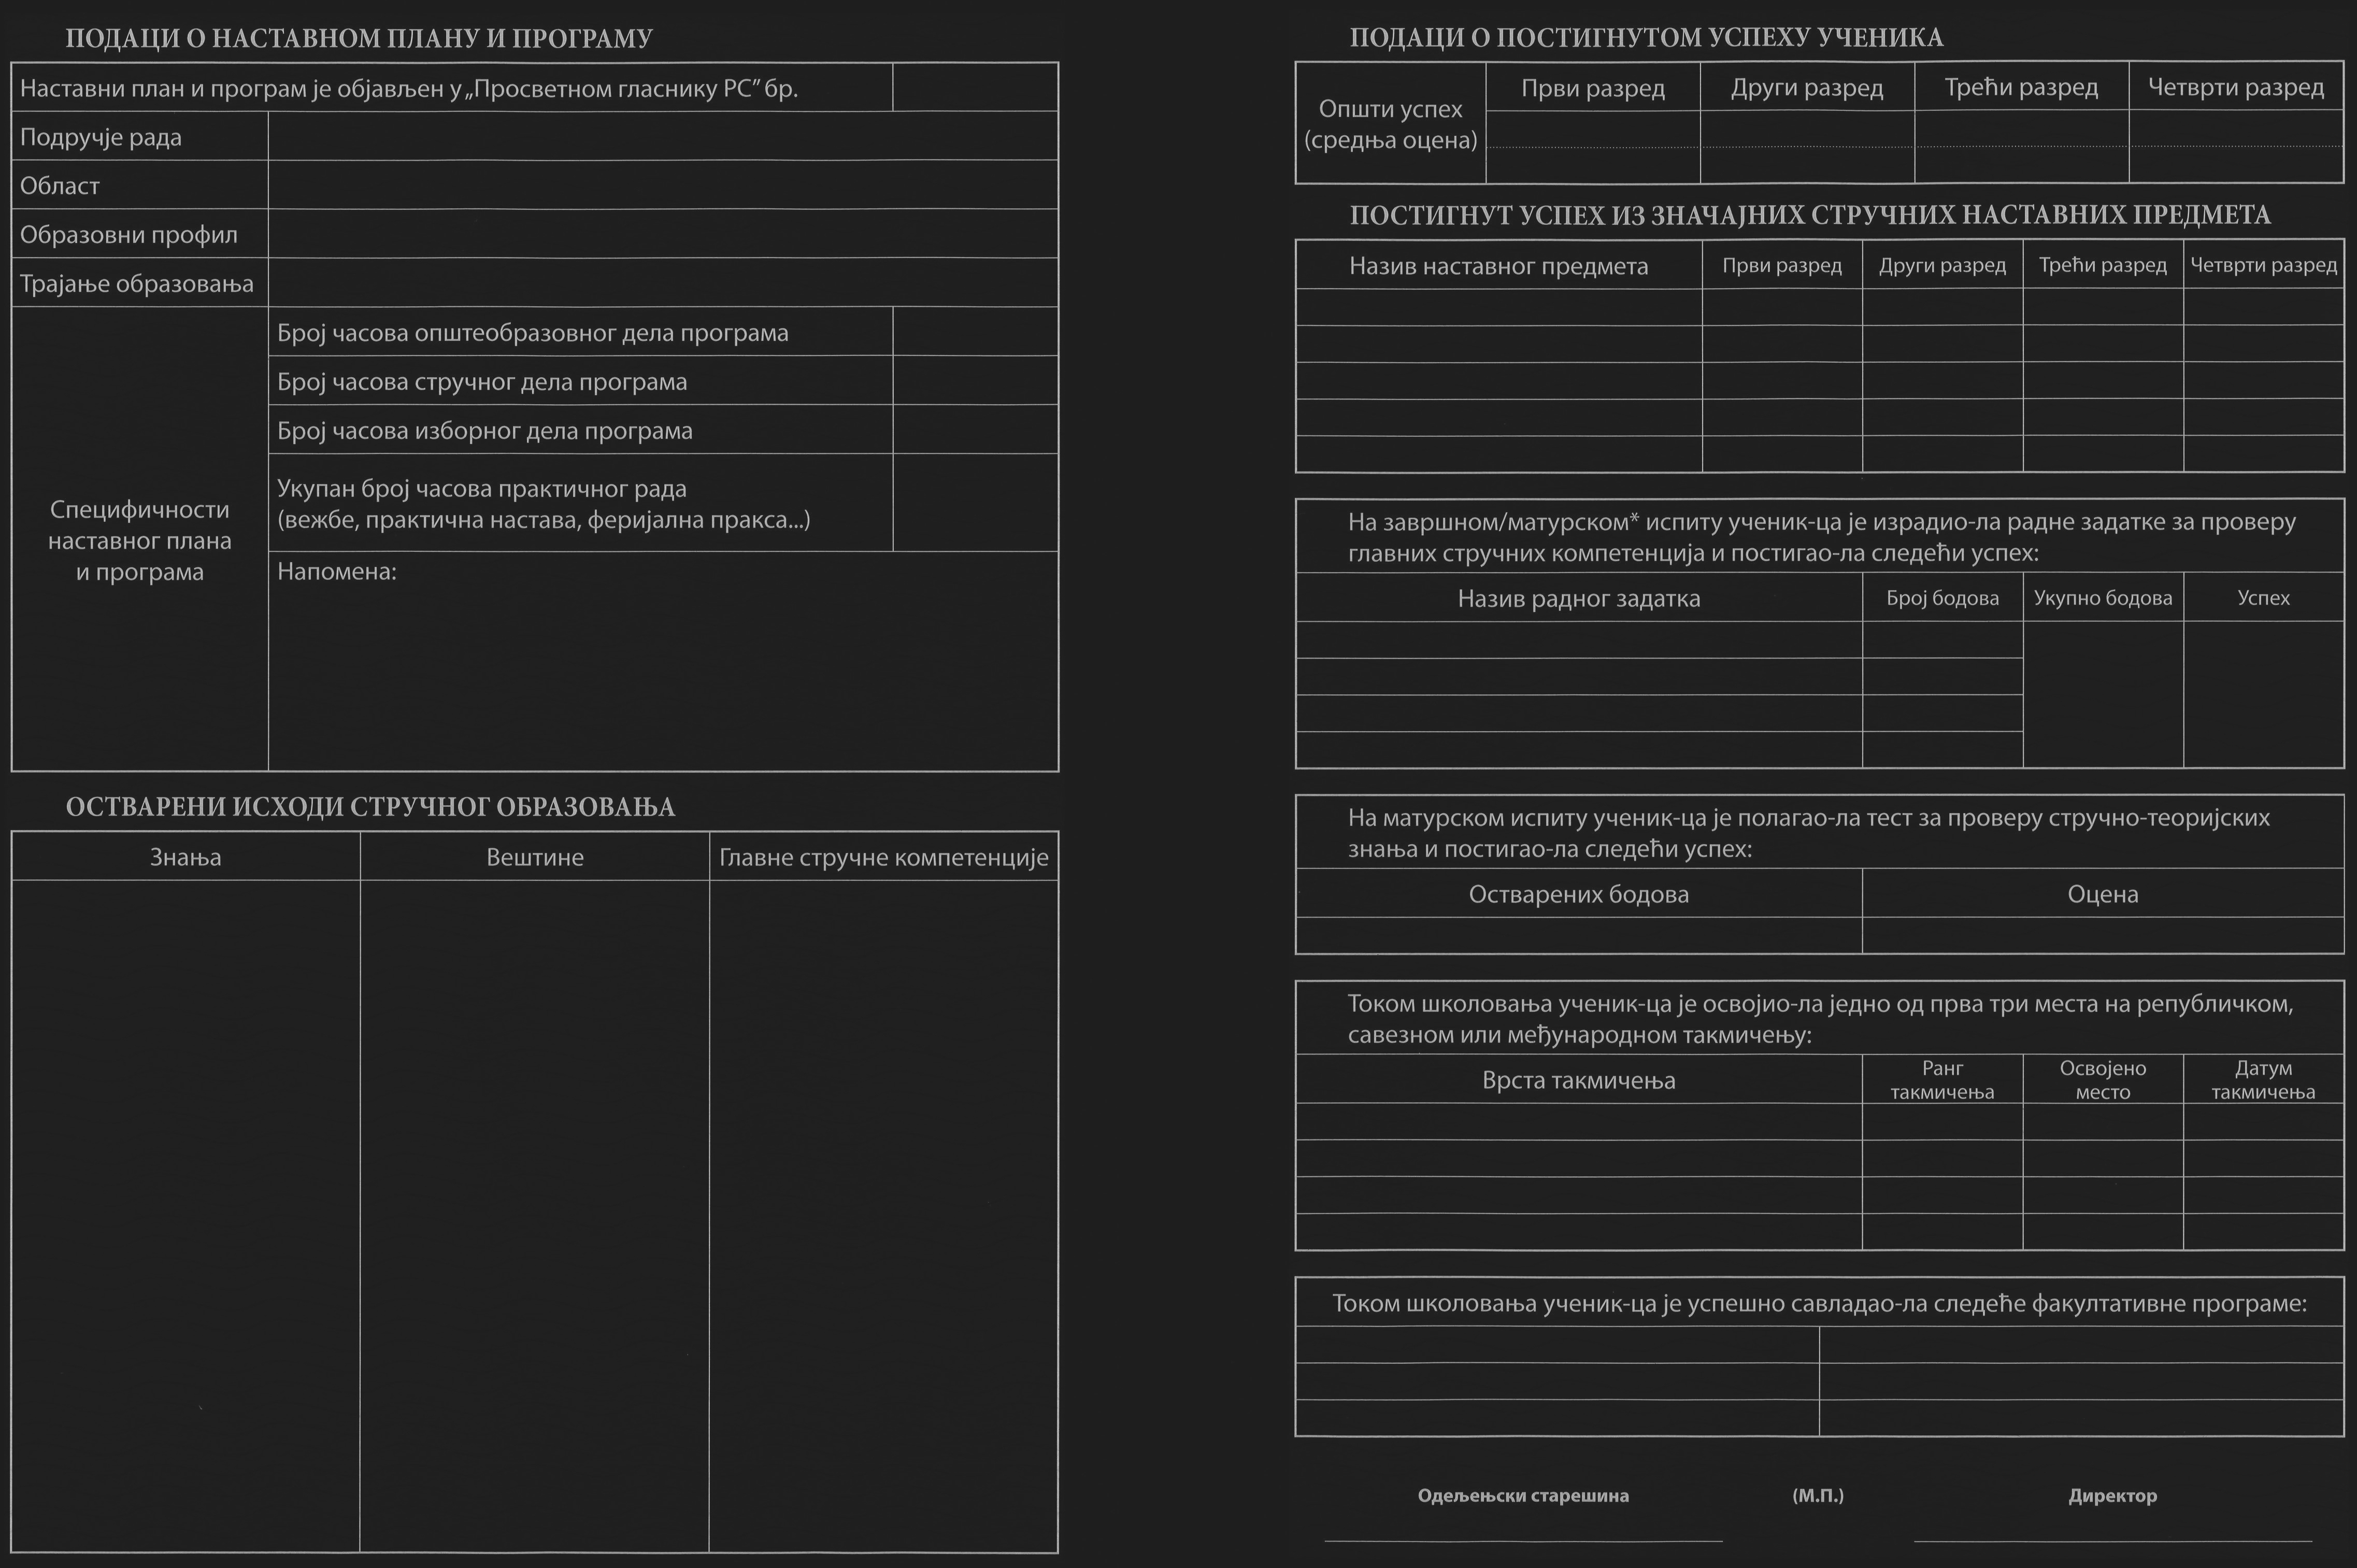 ПОДАЦИ О НАСТАВНОМ ПЛАНУ И ПРОГРАМУ
Наставни план и програм је објављен у „Просветном гласнику РС” бр.
Подручје рада
Област
Образовни профил
Трајање образовања
Специфичности
наставног плана
и програма
Број часова општеобразовног дела програма
Број часова стручног дела програма
Број часова изборног дела програма
Укупан број часова практичног рада
(вежбе, практична настава, феријална пракса...)
Напомена:
ОСТВАРЕНИ ИСХОДИ СТРУЧНОГ ОБРАЗОВАЊА
Знања Вештине Главне стручне компетенције
ПОДАЦИ О ПОСТИГНУТОМ УСПЕХУ УЧЕНИКА
Општи успех
(средња оцена)
Први разред Други разред Трећи разред Четврти разред
ПОСТИГНУТ УСПЕХ ИЗ ЗНАЧАЈНИХ СТРУЧНИХ НАСТАВНИХ ПРЕДМЕТА
Назив наставног предмета Први разред Други разред Трећи разред Четврти разред
На завршном/матурском* испиту ученик-ца је израдио-ла радне задатке за проверу
главних стручних компетенција и постигао-ла следећи успех:
Назив радног задатка Број бодова Укупно бодова Успех
На матурском испиту ученик-ца је полагао-ла тест за проверу стручно-теоријских
знања и постигао-ла следећи успех:
Остварених бодова Оцена
Током школовања ученик-ца је освојио-ла једно од прва три места на републичком,
савезном или међународном такмичењу:
Врста такмичења Ранг такмичења Освојено место Датум такмичења
Током школовања ученик-ца је успешно савладао-ла следеће факултативне програме:
Одељењски старешина (М.П.) Директор